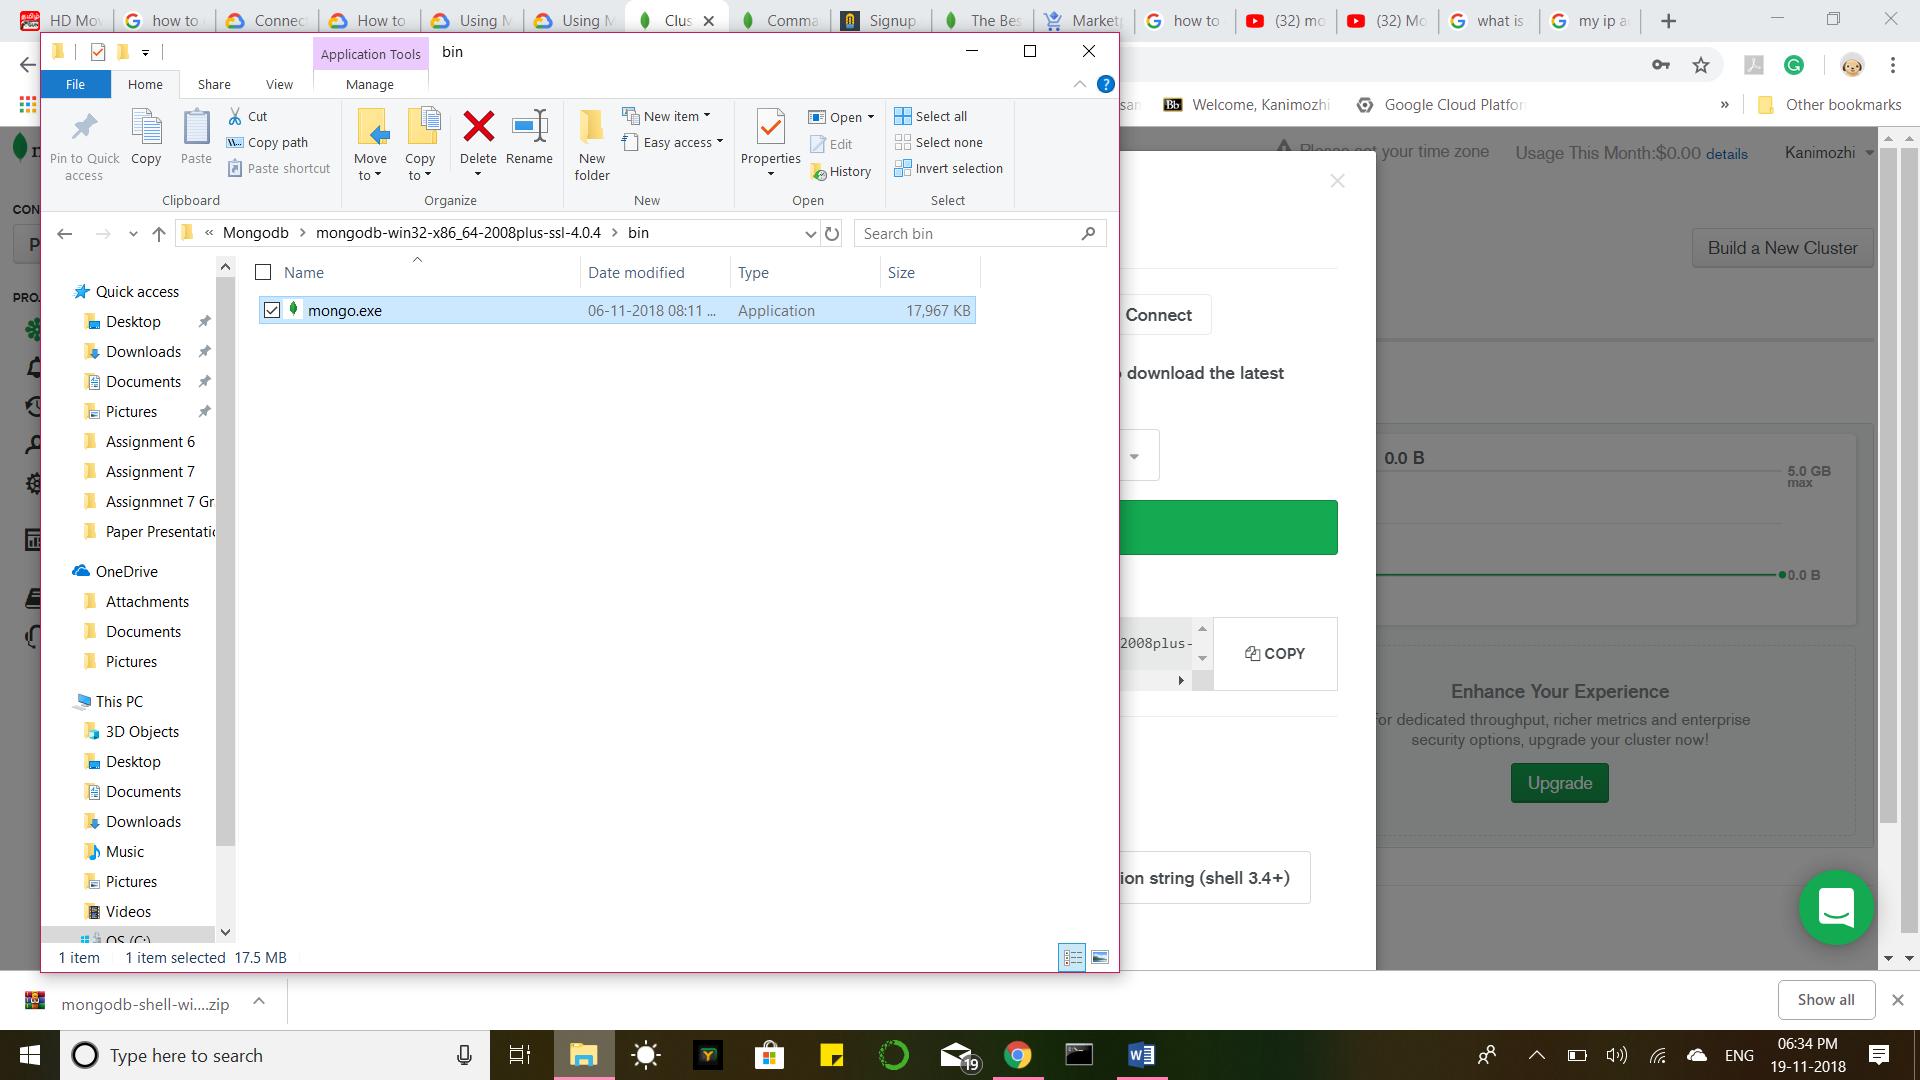 HD Mov
how to
Connec
How to
Using M
Using M
Clus
Comma
Signup
The Bes
Marketp
how to
(32) mo
(32) Mo
what is
my ip a
Application Tools
bin
File
Home
Share
View
Manage
Welcome, Kanimozhi
Google Cloud Platfor
Other bookmarks
Pin to Quick access
Copy
Paste
Cut
Copy path
Paste shortcut
Clipboard
Move to
Copy to
Delete
Rename
Organize
New folder
New item
Easy access
New
Properties
Open
Edit
History
Open
Select all
Select none
Invert selection
Select
Please set your time zone
Usage This Month:$0.00 details
Kanimozhi
« Mongodb > mongodb-win32-x86_64-2008plus-ssl-4.0.4 > bin
Search bin
Build a New Cluster
Name
Date modified
Type
Size
mongo.exe
06-11-2018 08:11 ...
Application
17,967 KB
Quick access
Desktop
Downloads
Documents
Pictures
Assignment 6
Assignment 7
Assignmnet 7 Gr
Paper Presentatio
OneDrive
Attachments
Documents
Pictures
This PC
3D Objects
Desktop
Documents
Downloads
Music
Pictures
Videos
OS (C:)
1 item
1 item selected 17.5 MB
CON
PRO
Connect
download the latest
2008plus-
COPY
ion string (shell 3.4+)
0.0 B
5.0 GB
max
0.0 B
Enhance Your Experience
For dedicated throughput, richer metrics and enterprise
security options, upgrade your cluster now!
Upgrade
mongodb-shell-wi....zip
Show all
Type here to search
19
ENG
06:34 PM
19-11-2018